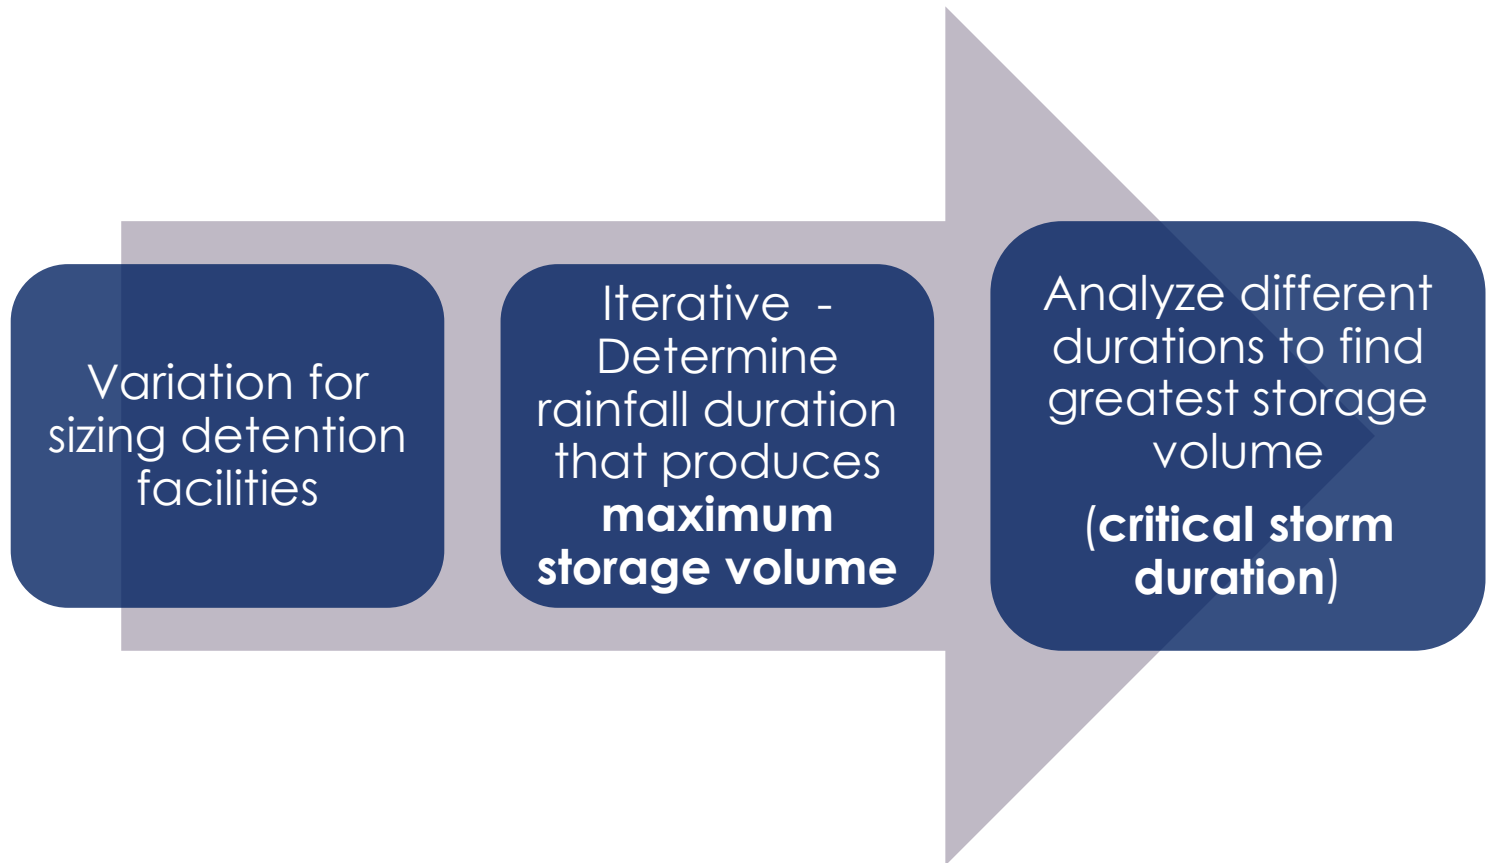 Variation for
sizing detention
facilities
Iterative  -
Determine
rainfall duration
that produces
maximum
storage volume
Analyze different
durations to find
greatest storage
volume
(critical storm
duration)